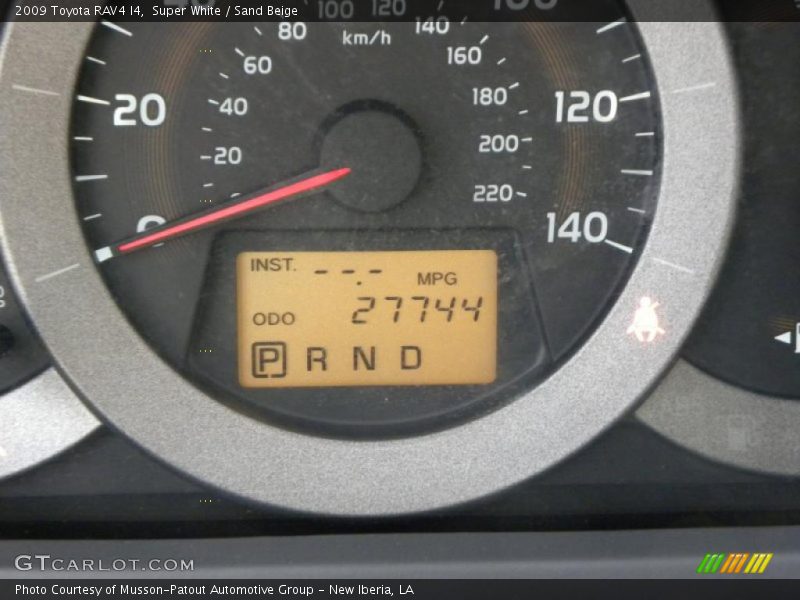 2009 Toyota RAV4 I4, Super White / Sand Beige
100 120
80 km/h 140
60 160
20 40 180 120
20 200
220
0 140
INST. --.- MPG
ODO 27744
P R N D
GTCARLOT.COM
Photo Courtesy of Musson-Patout Automotive Group - New Iberia, LA